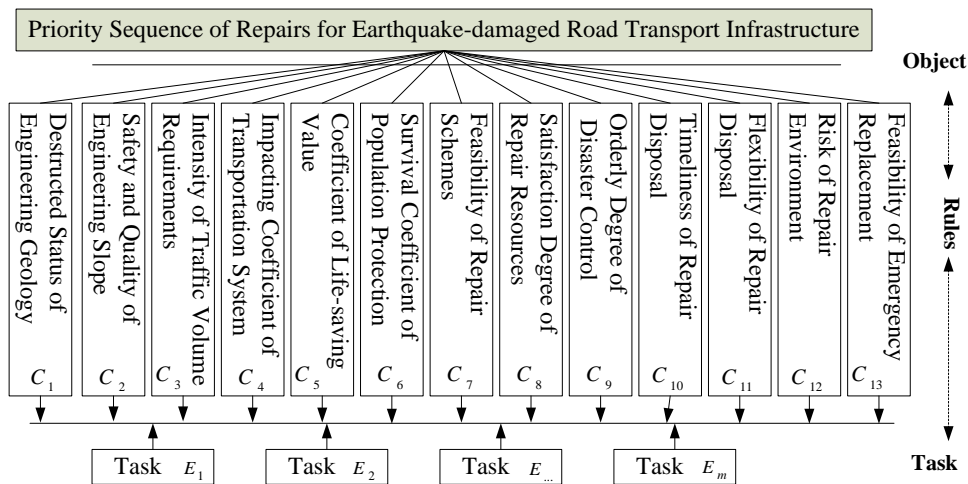 Priority Sequence of Repairs for Earthquake-damaged Road Transport Infrastructure
Object
Destructed Status of
Engineering Geology
C1
Safety and Quality of
Engineering Slope
C2
Intensity of Traffic Volume
Requirements
C3
Impacting Coefficient of
Transportation System
C4
Coefficient of Life-saving
Value
C5
Survival Coefficient of
Population Protection
C6
Feasibility of Repair
Schemes
C7
Satisfaction Degree of
Repair Resources
C8
Orderly Degree of
Disaster Control
C9
Timeliness of Repair
Disposal
C10
Flexibility of Repair
Disposal
C11
Risk of Repair
Environment
C12
Feasibility of Emergency
Replacement
C13
Rules
Task E1
Task E2
Task E...
Task Em
Task